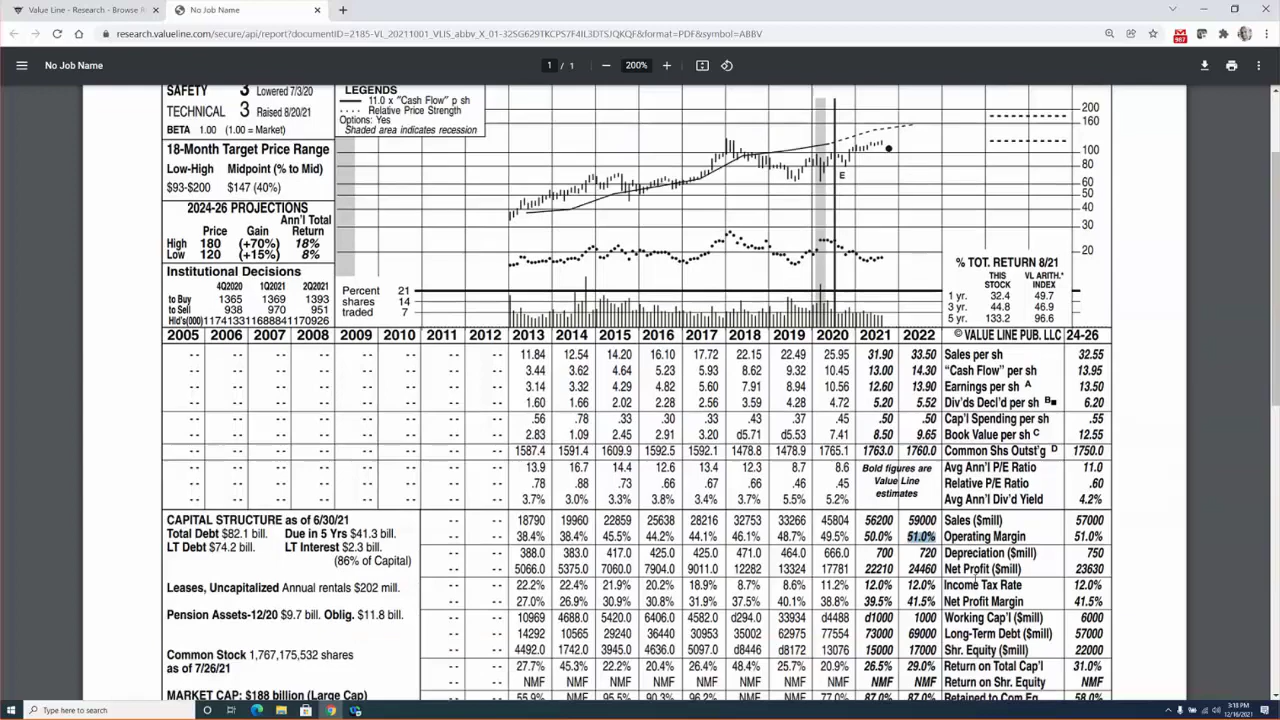 Value Line - Research - Browse R
No Job Name
research.valueline.com/secure/api/report?documentID=2185-VL_20211001_VLIS_abbv_X_01-32SG629TKCPS7F4IL3DTSJQKQF&format=PDF&symbol=ABBV
987
No Job Name
1 / 1
200%
SAFETY 3 Lowered 7/3/20
TECHNICAL 3 Raised 8/20/21
BETA 1.00 (1.00 = Market)
18-Month Target Price Range
Low-High Midpoint (% to Mid)
$93-$200 $147 (40%)
2024-26 PROJECTIONS
Ann'l Total
Price Gain Return
High 180 (+70%) 18%
Low 120 (+15%) 8%
Institutional Decisions
4Q2020 1Q2021 2Q2021
to Buy 1365 1369 1393
to Sell 938 970 951
Hld's(000) 1174133 1168884 1170926
LEGENDS
11.0 x "Cash Flow" p sh
Relative Price Strength
Options: Yes
Shaded area indicates recession
Percent 21
shares 14
traded 7
E
200
160
100
80
60
50
40
30
20
% TOT. RETURN 8/21
THIS STOCK VL ARITH.* INDEX
1 yr. 32.4 49.7
3 yr. 44.8 46.9
5 yr. 133.2 96.6
2005 2006 2007 2008 2009 2010 2011 2012 2013 2014 2015 2016 2017 2018 2019 2020 2021 2022 © VALUE LINE PUB. LLC 24-26
-- -- -- -- -- -- -- -- 11.84 12.54 14.20 16.10 17.72 22.15 22.49 25.95 31.90 33.50 Sales per sh 32.55
-- -- -- -- -- -- -- -- 3.44 3.62 4.64 5.23 5.93 8.62 9.32 10.45 13.00 14.30 "Cash Flow" per sh 13.95
-- -- -- -- -- -- -- -- 3.14 3.32 4.29 4.82 5.60 7.91 8.94 10.56 12.60 13.90 Earnings per sh A 13.50
-- -- -- -- -- -- -- -- 1.60 1.66 2.02 2.28 2.56 3.59 4.28 4.72 5.20 5.52 Div'ds Decl'd per sh B■ 6.20
-- -- -- -- -- -- -- -- .56 .78 .33 .30 .33 .43 .37 .45 .50 .50 Cap'l Spending per sh .55
-- -- -- -- -- -- -- -- 2.83 1.09 2.45 2.91 3.20 d5.71 d5.53 7.41 8.50 9.65 Book Value per sh C 12.55
-- -- -- -- -- -- -- -- 1587.4 1591.4 1609.9 1592.5 1592.1 1478.8 1478.9 1765.1 1763.0 1760.0 Common Shs Outst'g D 1750.0
-- -- -- -- -- -- -- -- 13.9 16.7 14.4 12.6 13.4 12.3 8.7 8.6 Bold figures are Avg Ann'l P/E Ratio 11.0
-- -- -- -- -- -- -- -- .78 .88 .73 .66 .67 .66 .46 .45 Value Line Relative P/E Ratio .60
-- -- -- -- -- -- -- -- 3.7% 3.0% 3.3% 3.8% 3.4% 3.7% 5.5% 5.2% estimates Avg Ann'l Div'd Yield 4.2%
CAPITAL STRUCTURE as of 6/30/21
Total Debt $82.1 bill. Due in 5 Yrs $41.3 bill.
LT Debt $74.2 bill. LT Interest $2.3 bill.
(86% of Capital)
Leases, Uncapitalized Annual rentals $202 mill.
Pension Assets-12/20 $9.7 bill. Oblig. $11.8 bill.
Common Stock 1,767,175,532 shares
as of 7/26/21
MARKET CAP: $188 billion (Large Cap)
-- -- 18790 19960 22859 25638 28216 32753 33266 45804 56200 59000 Sales ($mill) 57000
-- -- 38.4% 38.4% 45.5% 44.2% 44.1% 46.1% 48.7% 49.5% 50.0% 51.0% Operating Margin 51.0%
-- -- 388.0 383.0 417.0 425.0 425.0 471.0 464.0 666.0 700 720 Depreciation ($mill) 750
-- -- 5066.0 5375.0 7060.0 7904.0 9011.0 12282 13324 17781 22210 24460 Net Profit ($mill) 23630
-- -- 22.2% 22.4% 21.9% 20.2% 18.9% 8.7% 8.6% 11.2% 12.0% 12.0% Income Tax Rate 12.0%
-- -- 27.0% 26.9% 30.9% 30.8% 31.9% 37.5% 40.1% 38.8% 39.5% 41.5% Net Profit Margin 41.5%
-- -- 10969 4688.0 5420.0 6406.0 4582.0 d294.0 33934 d4488 d1000 1000 Working Cap'l ($mill) 6000
-- -- 14292 10565 29240 36440 30953 35002 62975 77554 73000 69000 Long-Term Debt ($mill) 57000
-- -- 4492.0 1742.0 3945.0 4636.0 5097.0 d8446 d8172 13076 15000 17000 Shr. Equity ($mill) 22000
-- -- 27.7% 45.3% 22.2% 20.4% 26.4% 48.4% 25.7% 20.9% 26.5% 29.0% Return on Total Cap'l 31.0%
-- -- NMF NMF NMF NMF NMF NMF NMF NMF NMF NMF Return on Shr. Equity NMF
-- -- 55.9% NMF 95.5% 90.3% 96.2% NMF NMF 77.0% 87.0% 87.0% Retained to Com Eq 58.0%
Type here to search
3:18 PM
12/16/2021